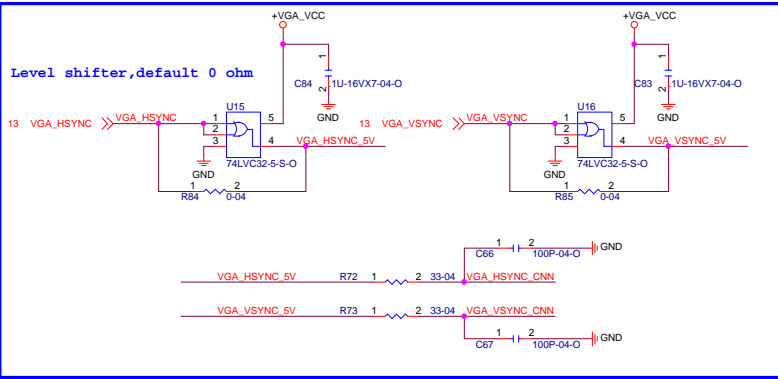 +VGA_VCC +VGA_VCC
Level shifter,default 0 ohm
1 C84 1U-16VX7-04-O 2 GND
1 C83 1U-16VX7-04-O 2 GND
U15 U16
13 VGA_HSYNC VGA_HSYNC 1 2 3 5 4 VGA_HSYNC_5V
GND 74LVC32-5-S-O
1 2
R84 0-04
13 VGA_VSYNC VGA_VSYNC 1 2 3 5 4 VGA_VSYNC_5V
GND 74LVC32-5-S-O
1 2
R85 0-04
1 2 GND
C66 100P-04-O
VGA_HSYNC_5V R72 1 2 33-04 VGA_HSYNC_CNN
VGA_VSYNC_5V R73 1 2 33-04 VGA_VSYNC_CNN
1 2 GND
C67 100P-04-O